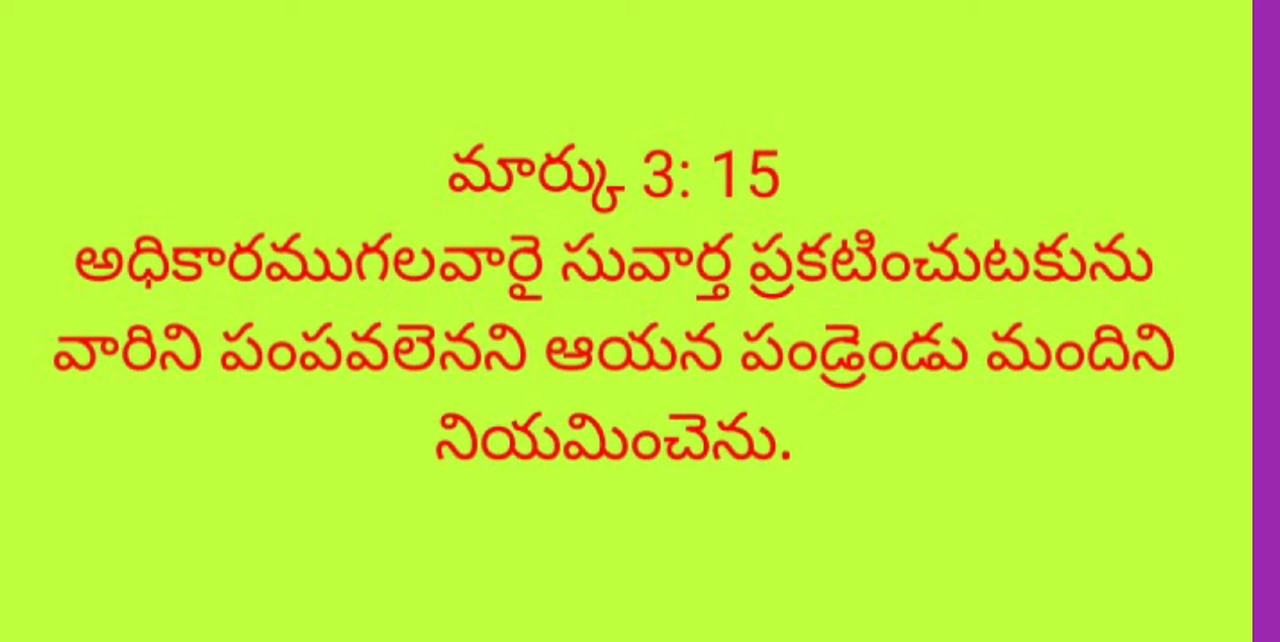 మార్కు 3: 15
అధికారముగలవారై సువార్త ప్రకటించుటకును
వారిని పంపవలెనని ఆయన పండ్రెండు మందిని
నియమించెను.